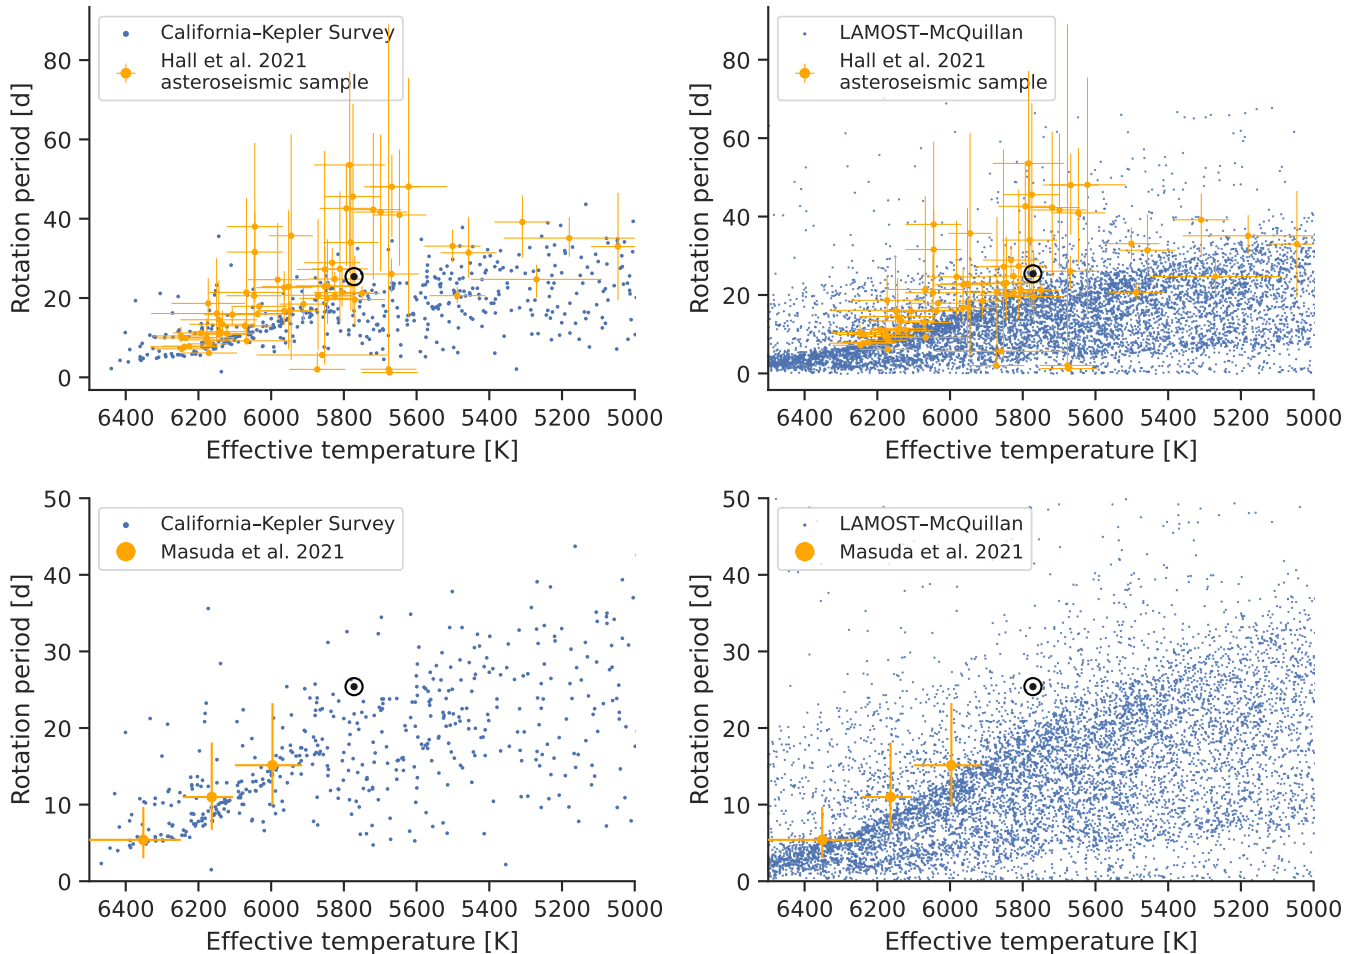 California–Kepler Survey
Hall et al. 2021
asteroseismic sample
Rotation period [d]
80
60
40
20
0
6400 6200 6000 5800 5600 5400 5200 5000
Effective temperature [K]
LAMOST–McQuillan
Hall et al. 2021
asteroseismic sample
Rotation period [d]
80
60
40
20
0
6400 6200 6000 5800 5600 5400 5200 5000
Effective temperature [K]
California–Kepler Survey
Masuda et al. 2021
Rotation period [d]
50
40
30
20
10
0
6400 6200 6000 5800 5600 5400 5200 5000
Effective temperature [K]
LAMOST–McQuillan
Masuda et al. 2021
Rotation period [d]
50
40
30
20
10
0
6400 6200 6000 5800 5600 5400 5200 5000
Effective temperature [K]